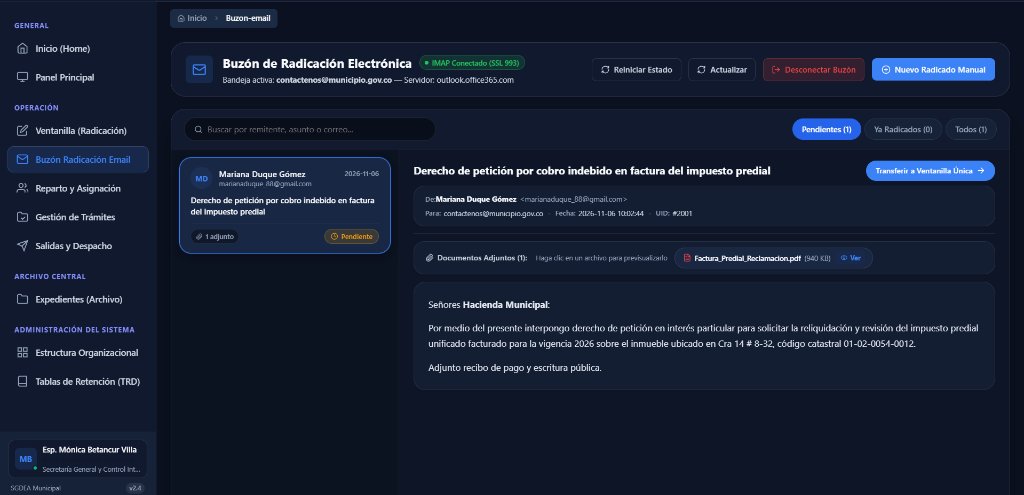 GENERAL
Inicio (Home)
Panel Principal
OPERACIÓN
Ventanilla (Radicación)
Buzón Radicación Email
Reparto y Asignación
Gestión de Trámites
Salidas y Despacho
ARCHIVO CENTRAL
Expedientes (Archivo)
ADMINISTRACIÓN DEL SISTEMA
Estructura Organizacional
Tablas de Retención (TRD)
MB
Esp. Mónica Betancur Villa
Secretaría General y Control Int...
SGDEA Municipal v2.4
Inicio > Buzon-email
Buzón de Radicación Electrónica IMAP Conectado (SSL 993)
Bandeja activa: contactenos@municipio.gov.co — Servidor: outlook.office365.com
Reiniciar Estado
Actualizar
Desconectar Buzón
Nuevo Radicado Manual
Buscar por remitente, asunto o correo...
Pendientes (1)
Ya Radicados (0)
Todos (1)
MD
Mariana Duque Gómez 2026-11-06
marianaduque_88@gmail.com
Derecho de petición por cobro indebido en factura
del impuesto predial
1 adjunto
Pendiente
Derecho de petición por cobro indebido en factura del impuesto predial
Transferir a Ventanilla Única →
De:Mariana Duque Gómez <marianaduque_88@gmail.com>
Para: contactenos@municipio.gov.co · Fecha: 2026-11-06 10:02:44 · UID: #2001
Documentos Adjuntos (1): Haga clic en un archivo para previsualizarlo Factura_Predial_Reclamacion.pdf (940 KB) Ver
Señores Hacienda Municipal:
Por medio del presente interpongo derecho de petición en interés particular para solicitar la reliquidación y revisión del impuesto predial
unificado facturado para la vigencia 2026 sobre el inmueble ubicado en Cra 14 # 8-32, código catastral 01-02-0054-0012.
Adjunto recibo de pago y escritura pública.